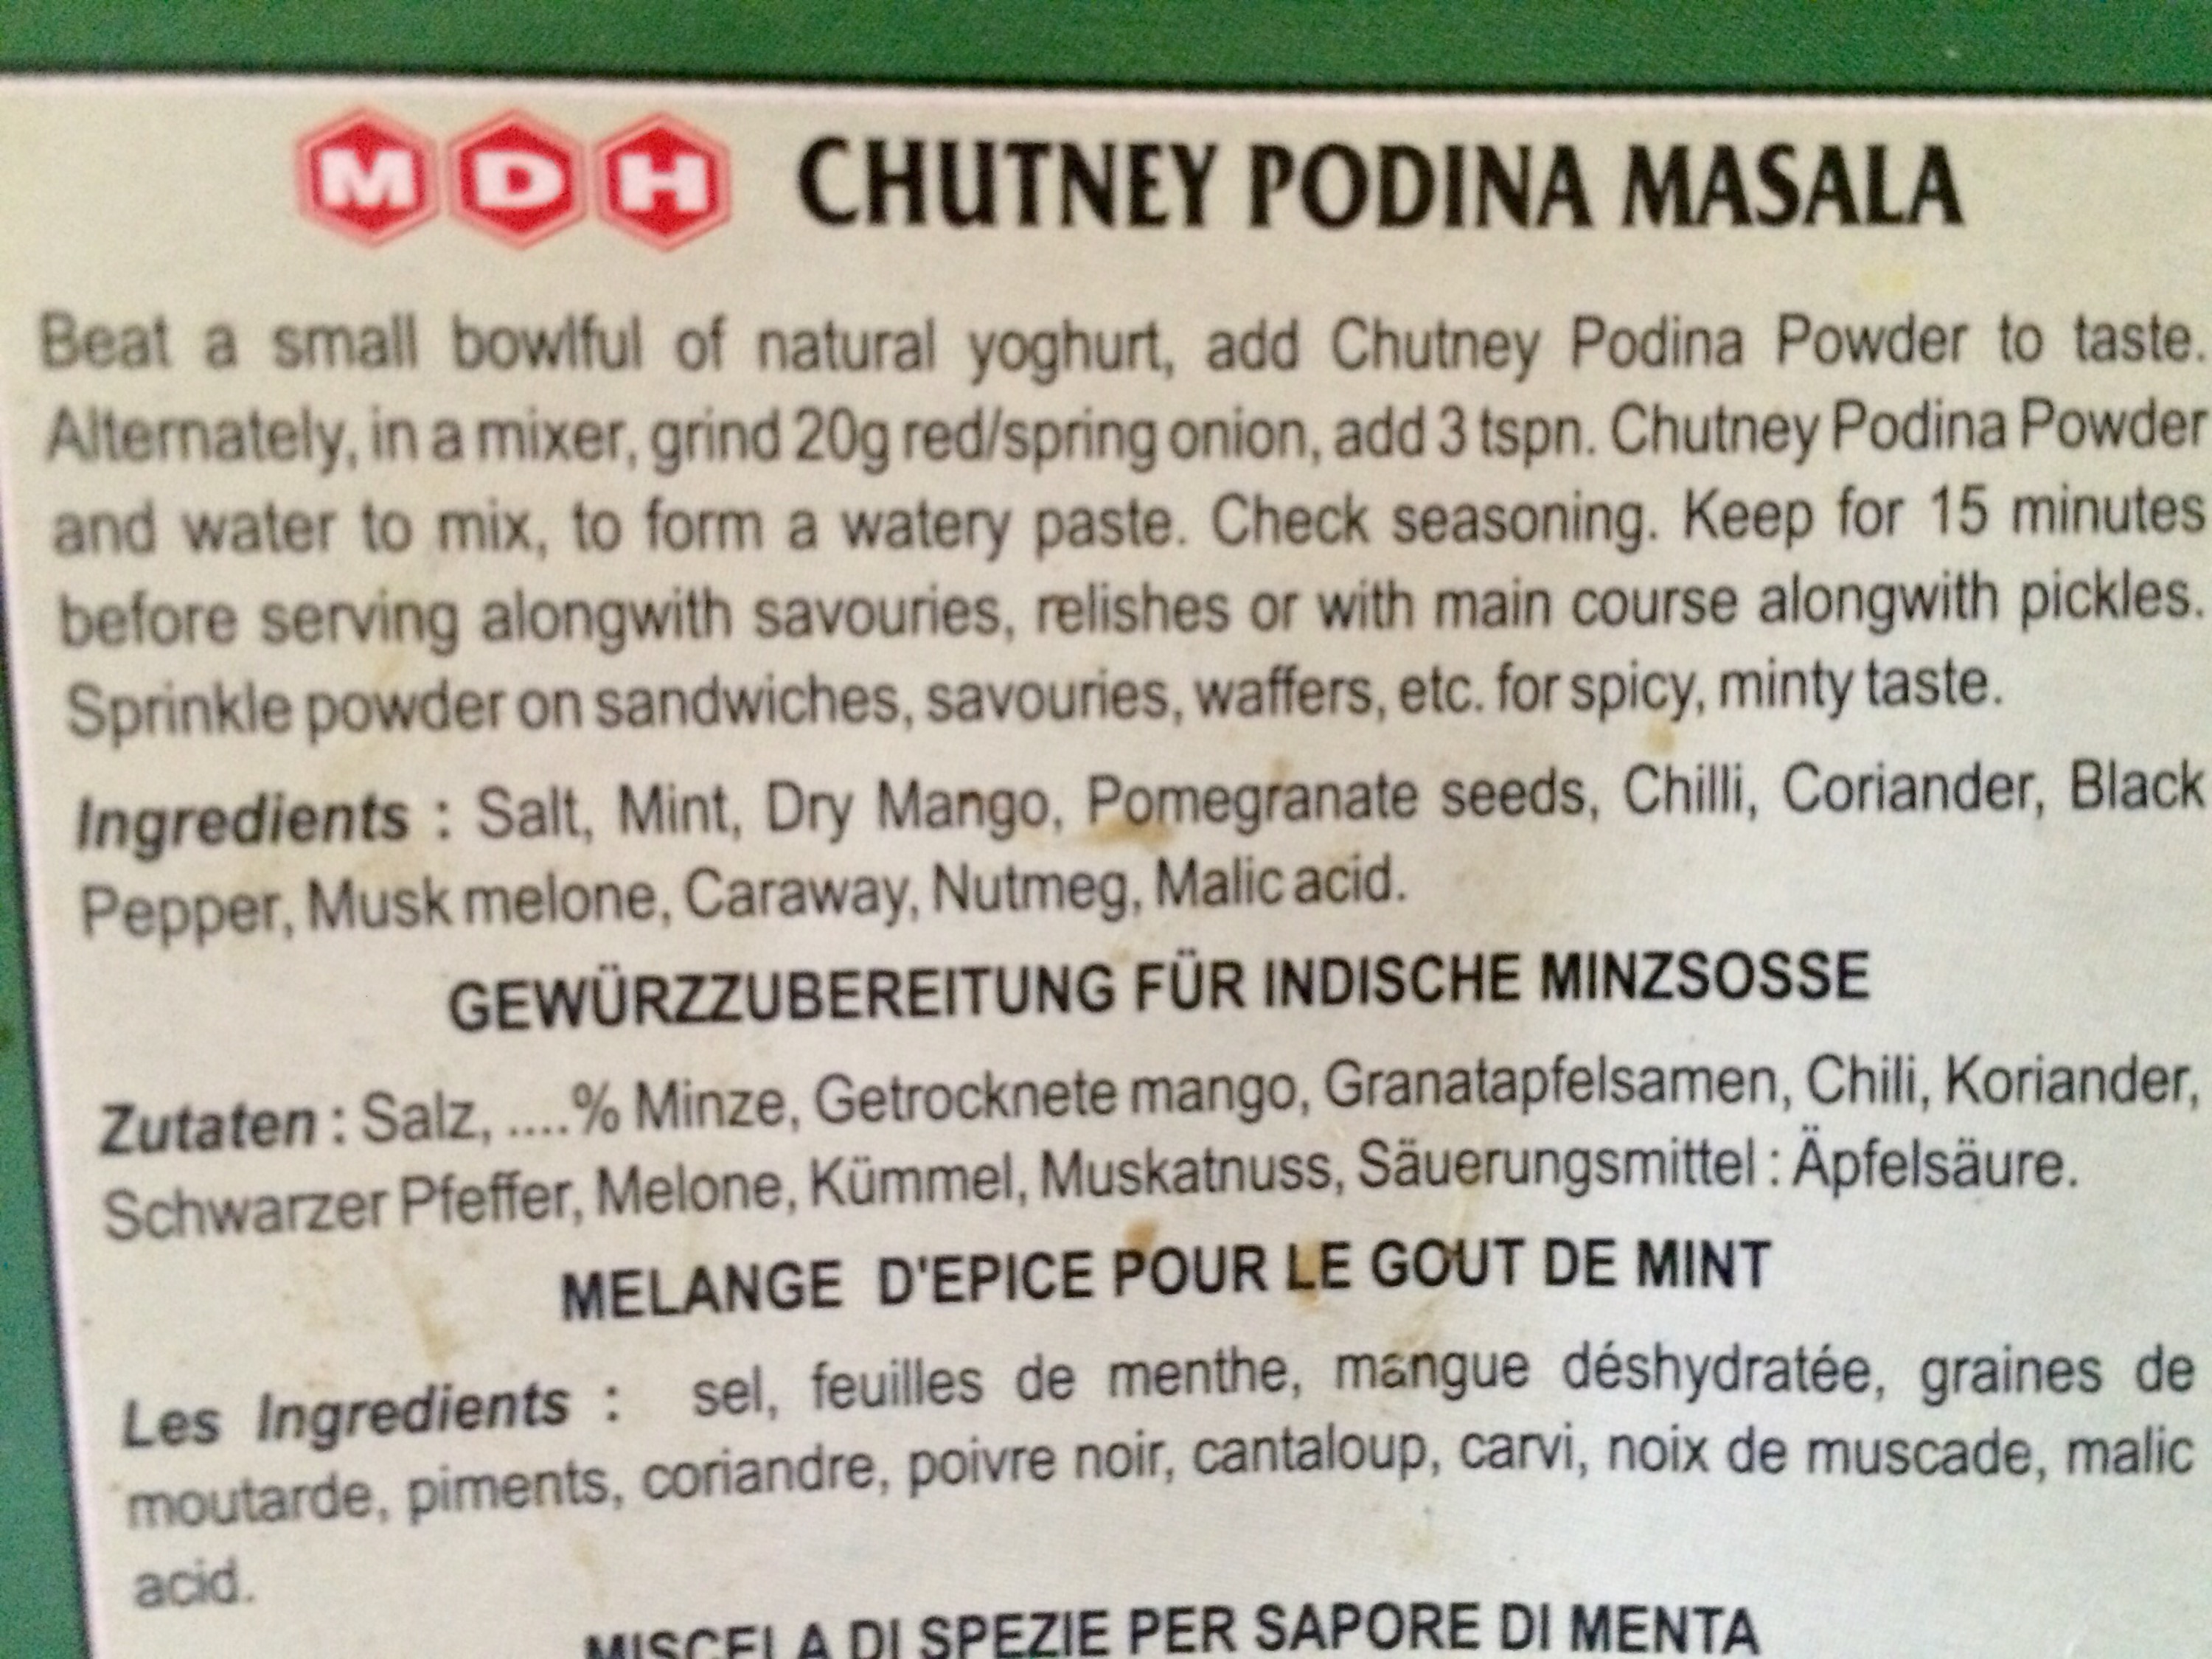 MDH CHUTNEY PODINA MASALA
Beat a small bowlful of natural yoghurt, add Chutney Podina Powder to taste.
Alternately, in a mixer, grind 20g red/spring onion, add 3 tspn. Chutney Podina Powder
and water to mix, to form a watery paste. Check seasoning. Keep for 15 minutes
before serving alongwith savouries, relishes or with main course alongwith pickles.
Sprinkle powder on sandwiches, savouries, waffers, etc. for spicy, minty taste.
Ingredients : Salt, Mint, Dry Mango, Pomegranate seeds, Chilli, Coriander, Black
Pepper, Musk melone, Caraway, Nutmeg, Malic acid.
GEWÜRZZUBEREITUNG FÜR INDISCHE MINZSOSSE
Zutaten : Salz, ....% Minze, Getrocknete mango, Granatapfelsamen, Chili, Koriander,
Schwarzer Pfeffer, Melone, Kümmel, Muskatnuss, Säuerungsmittel : Äpfelsäure.
MELANGE D'EPICE POUR LE GOUT DE MINT
Les Ingredients : sel, feuilles de menthe, mangue déshydratée, graines de
moutarde, piments, coriandre, poivre noir, cantaloup, carvi, noix de muscade, malic
acid.
MISCELA DI SPEZIE PER SAPORE DI MENTA